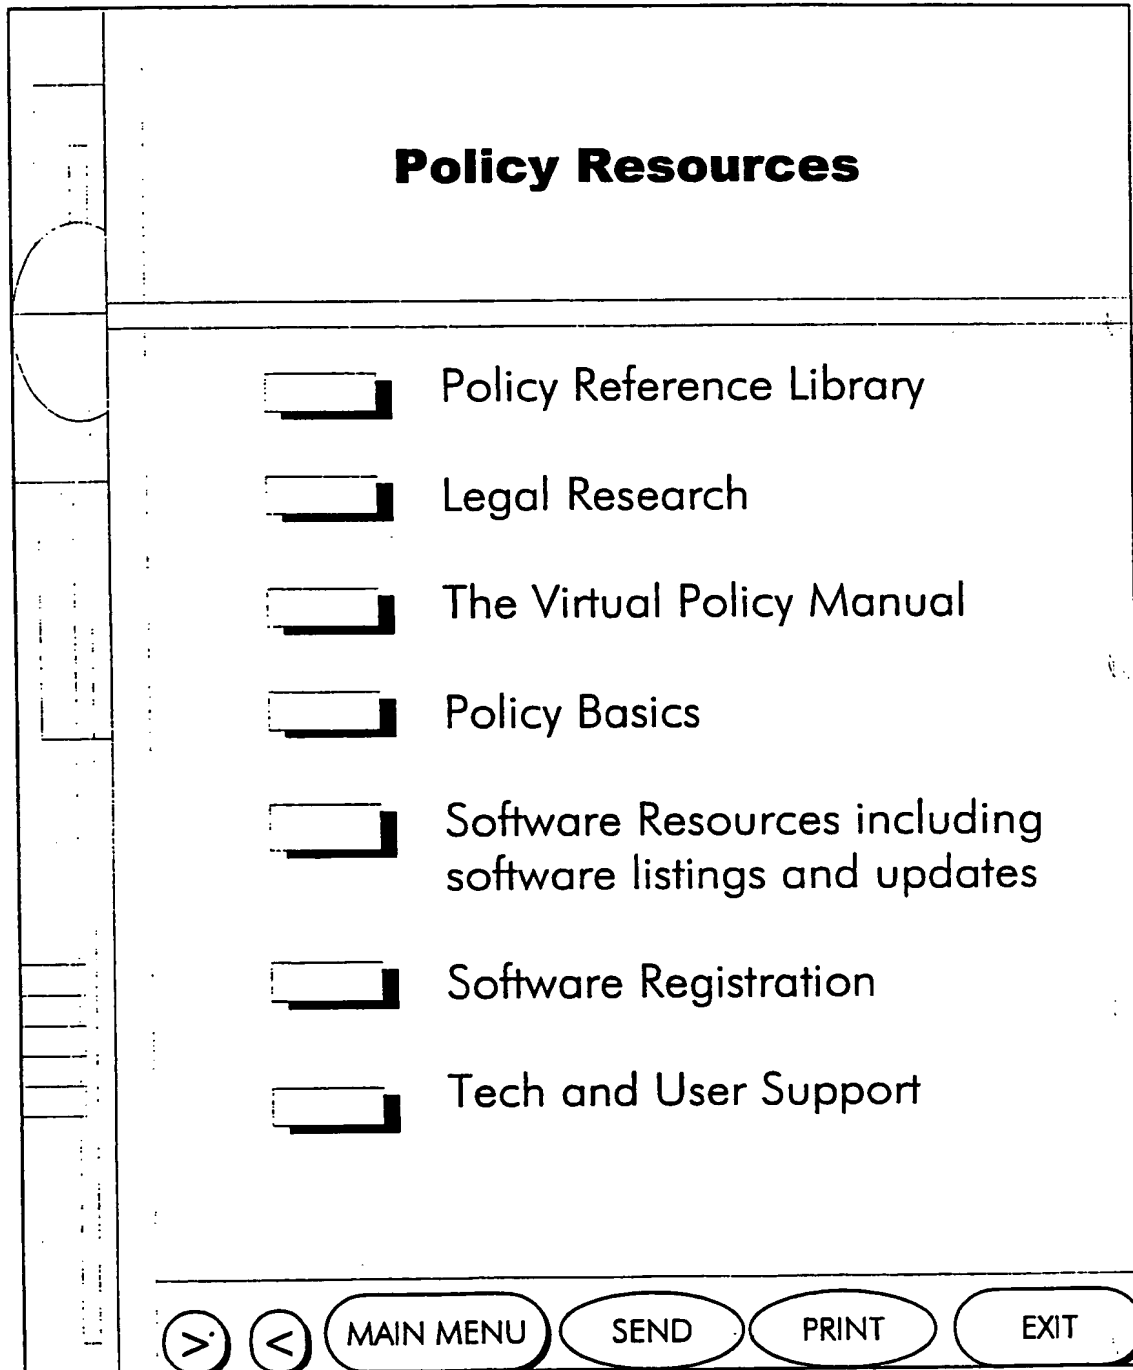 Policy Resources
Policy Reference Library
Legal Research
The Virtual Policy Manual
Policy Basics
Software Resources including
software listings and updates
Software Registration
Tech and User Support
> < MAIN MENU SEND PRINT EXIT